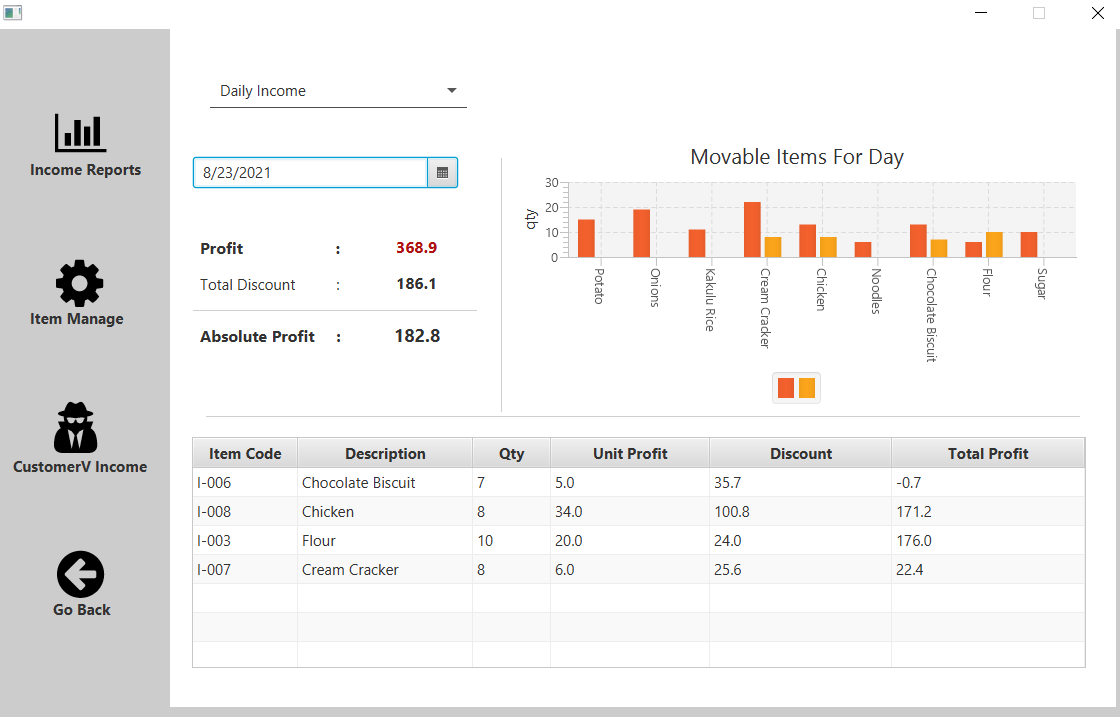 Income Reports
Item Manage
CustomerV Income
Go Back
Daily Income
8/23/2021
Profit : 368.9
Total Discount : 186.1
Absolute Profit : 182.8
Movable Items For Day
qty
30
20
10
0
Potato
Onions
Kakulu Rice
Cream Cracker
Chicken
Noodles
Chocolate Biscuit
Flour
Sugar
Item Code Description Qty Unit Profit Discount Total Profit
I-006 Chocolate Biscuit 7 5.0 35.7 -0.7
I-008 Chicken 8 34.0 100.8 171.2
I-003 Flour 10 20.0 24.0 176.0
I-007 Cream Cracker 8 6.0 25.6 22.4